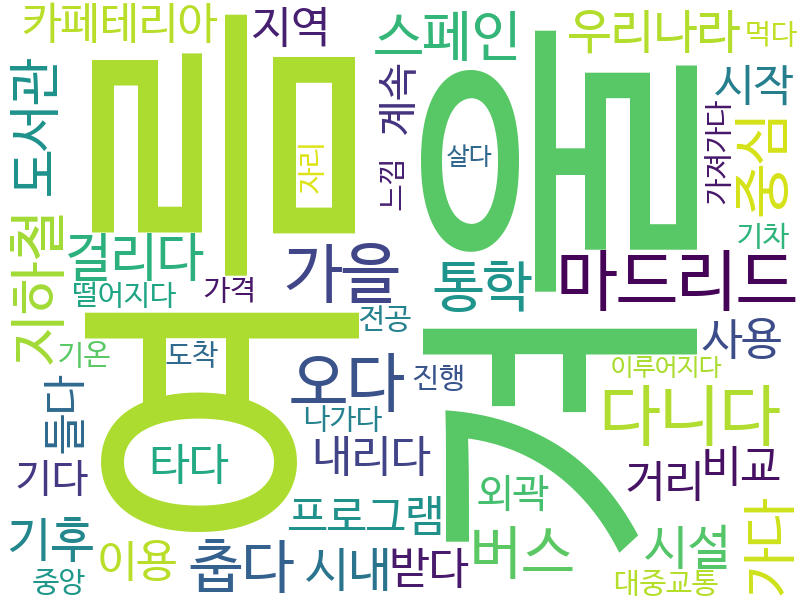 카페테리아
지역
스페인
우리나라
먹다
도서관
여름
자리
계속
느낌
겨울
살다
시작
가져가다
중심
기차
지하철
걸리다
떨어지다
가격
가을
통학
마드리드
전공
사용
기온
도착
오다
진행
이루어지다
들다
나가다
다니다
타다
내리다
기다
거리
비교
외곽
프로그램
기후
이용
춥다
시내
받다
버스
시설
가다
중앙
대중교통